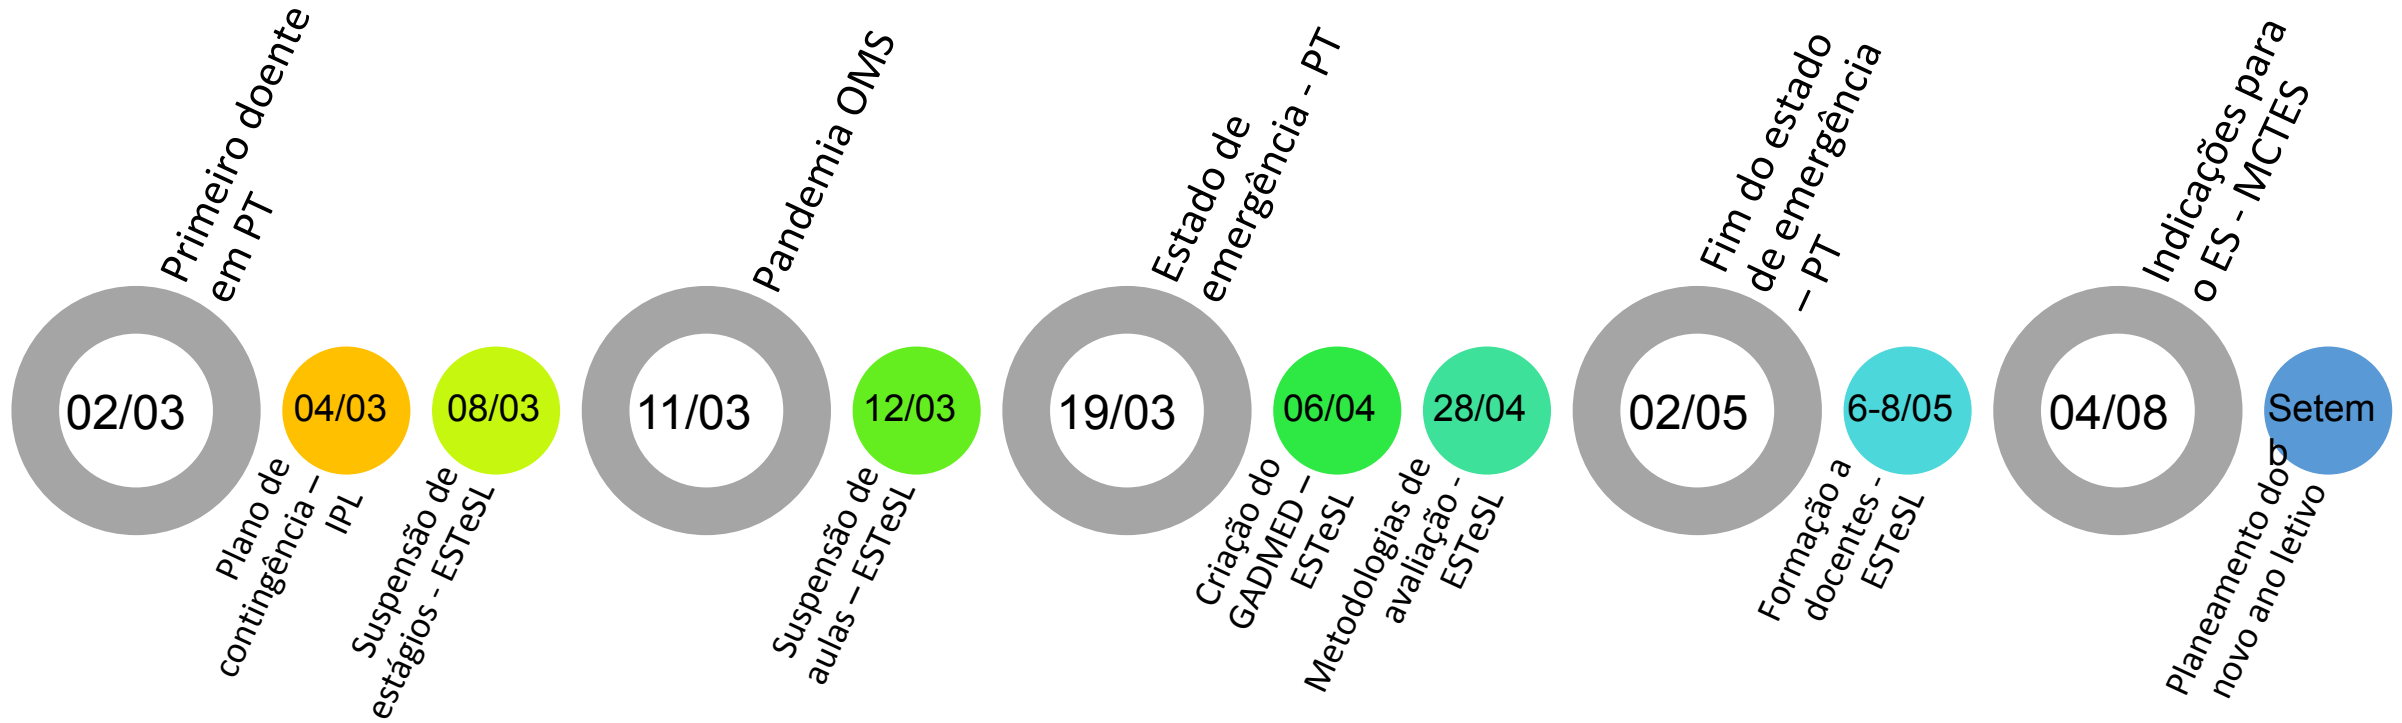 Primeiro doente
em PT
02/03
04/03
Plano de
contingência –
IPL
08/03
Suspensão de
estágios - ESTeSL
Pandemia OMS
11/03
12/03
Suspensão de
aulas – ESTeSL
Estado de
emergência - PT
19/03
06/04
Criação do
GADMED –
ESTeSL
28/04
Metodologias de
avaliação -
ESTeSL
Fim do estado
de emergência
– PT
02/05
6-8/05
Formação a
docentes -
ESTeSL
Indicações para
o ES - MCTES
04/08
Setem
b
Planeamento do
novo ano letivo